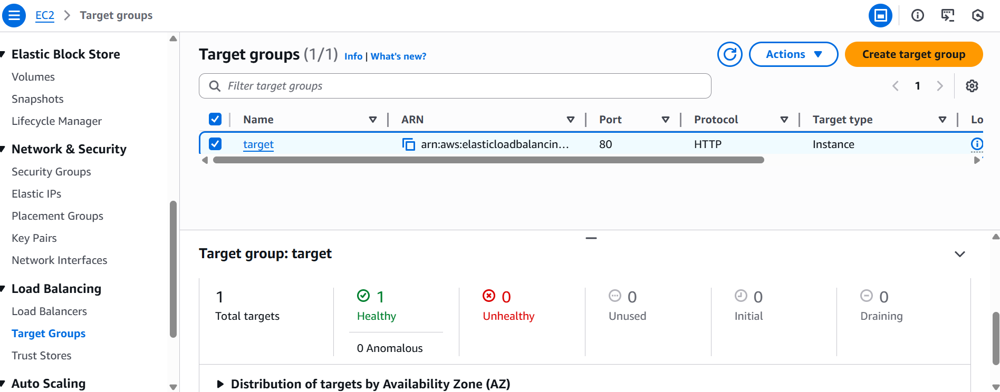 EC2 > Target groups
Elastic Block Store
Volumes
Snapshots
Lifecycle Manager
Network & Security
Security Groups
Elastic IPs
Placement Groups
Key Pairs
Network Interfaces
Load Balancing
Load Balancers
Target Groups
Trust Stores
Auto Scaling
Target groups (1/1) Info | What's new?
Actions
Create target group
Filter target groups
1
Name ARN Port Protocol Target type Lo
target arn:aws:elasticloadbalancin... 80 HTTP Instance
Target group: target
1
Total targets
1
Healthy
0 Anomalous
0
Unhealthy
0
Unused
0
Initial
0
Draining
Distribution of targets by Availability Zone (AZ)